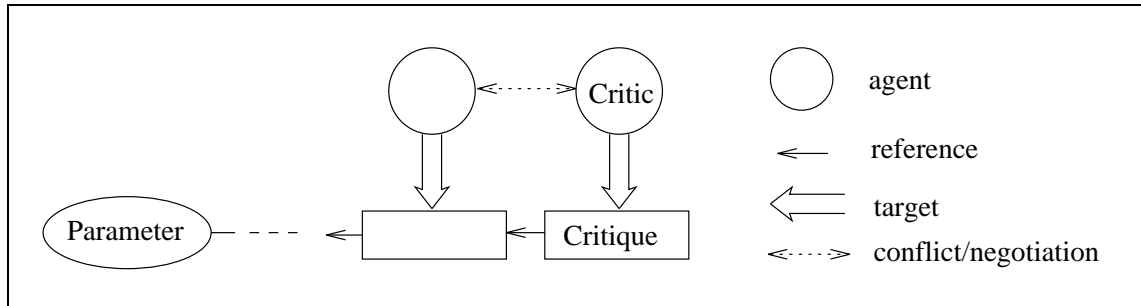 Critic
agent
reference
target
Parameter
Critique
conflict/negotiation